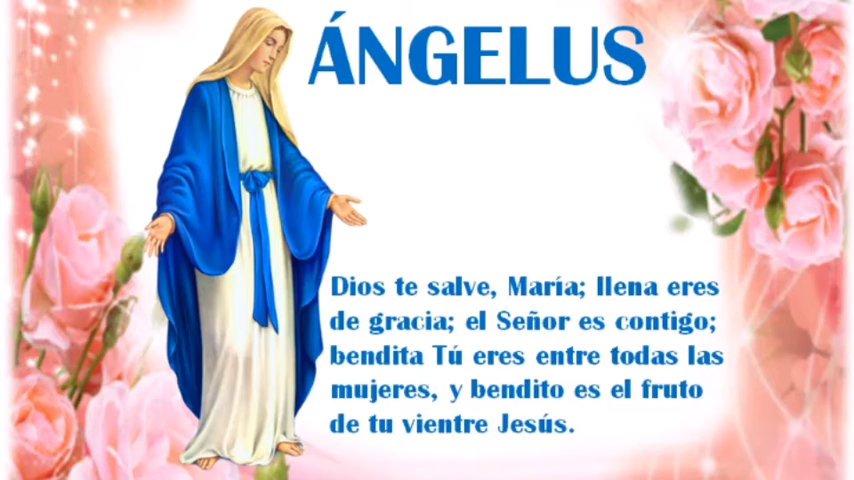 ÁNGELUS
Dios te salve, María; llena eres
de gracia; el Señor es contigo;
bendita Tú eres entre todas las
mujeres, y bendito es el fruto
de tu vientre Jesús.